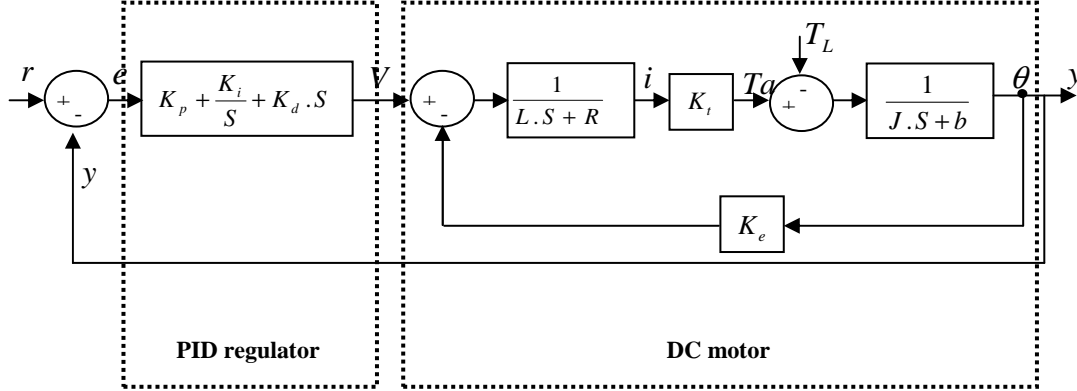 T_L
r
e
V
i
Ta
θ
y
+
-
K_p + K_i/S + K_d . S
+
-
1/(L . S + R)
K_t
-
+
1/(J . S + b)
y
K_e
PID regulator
DC motor